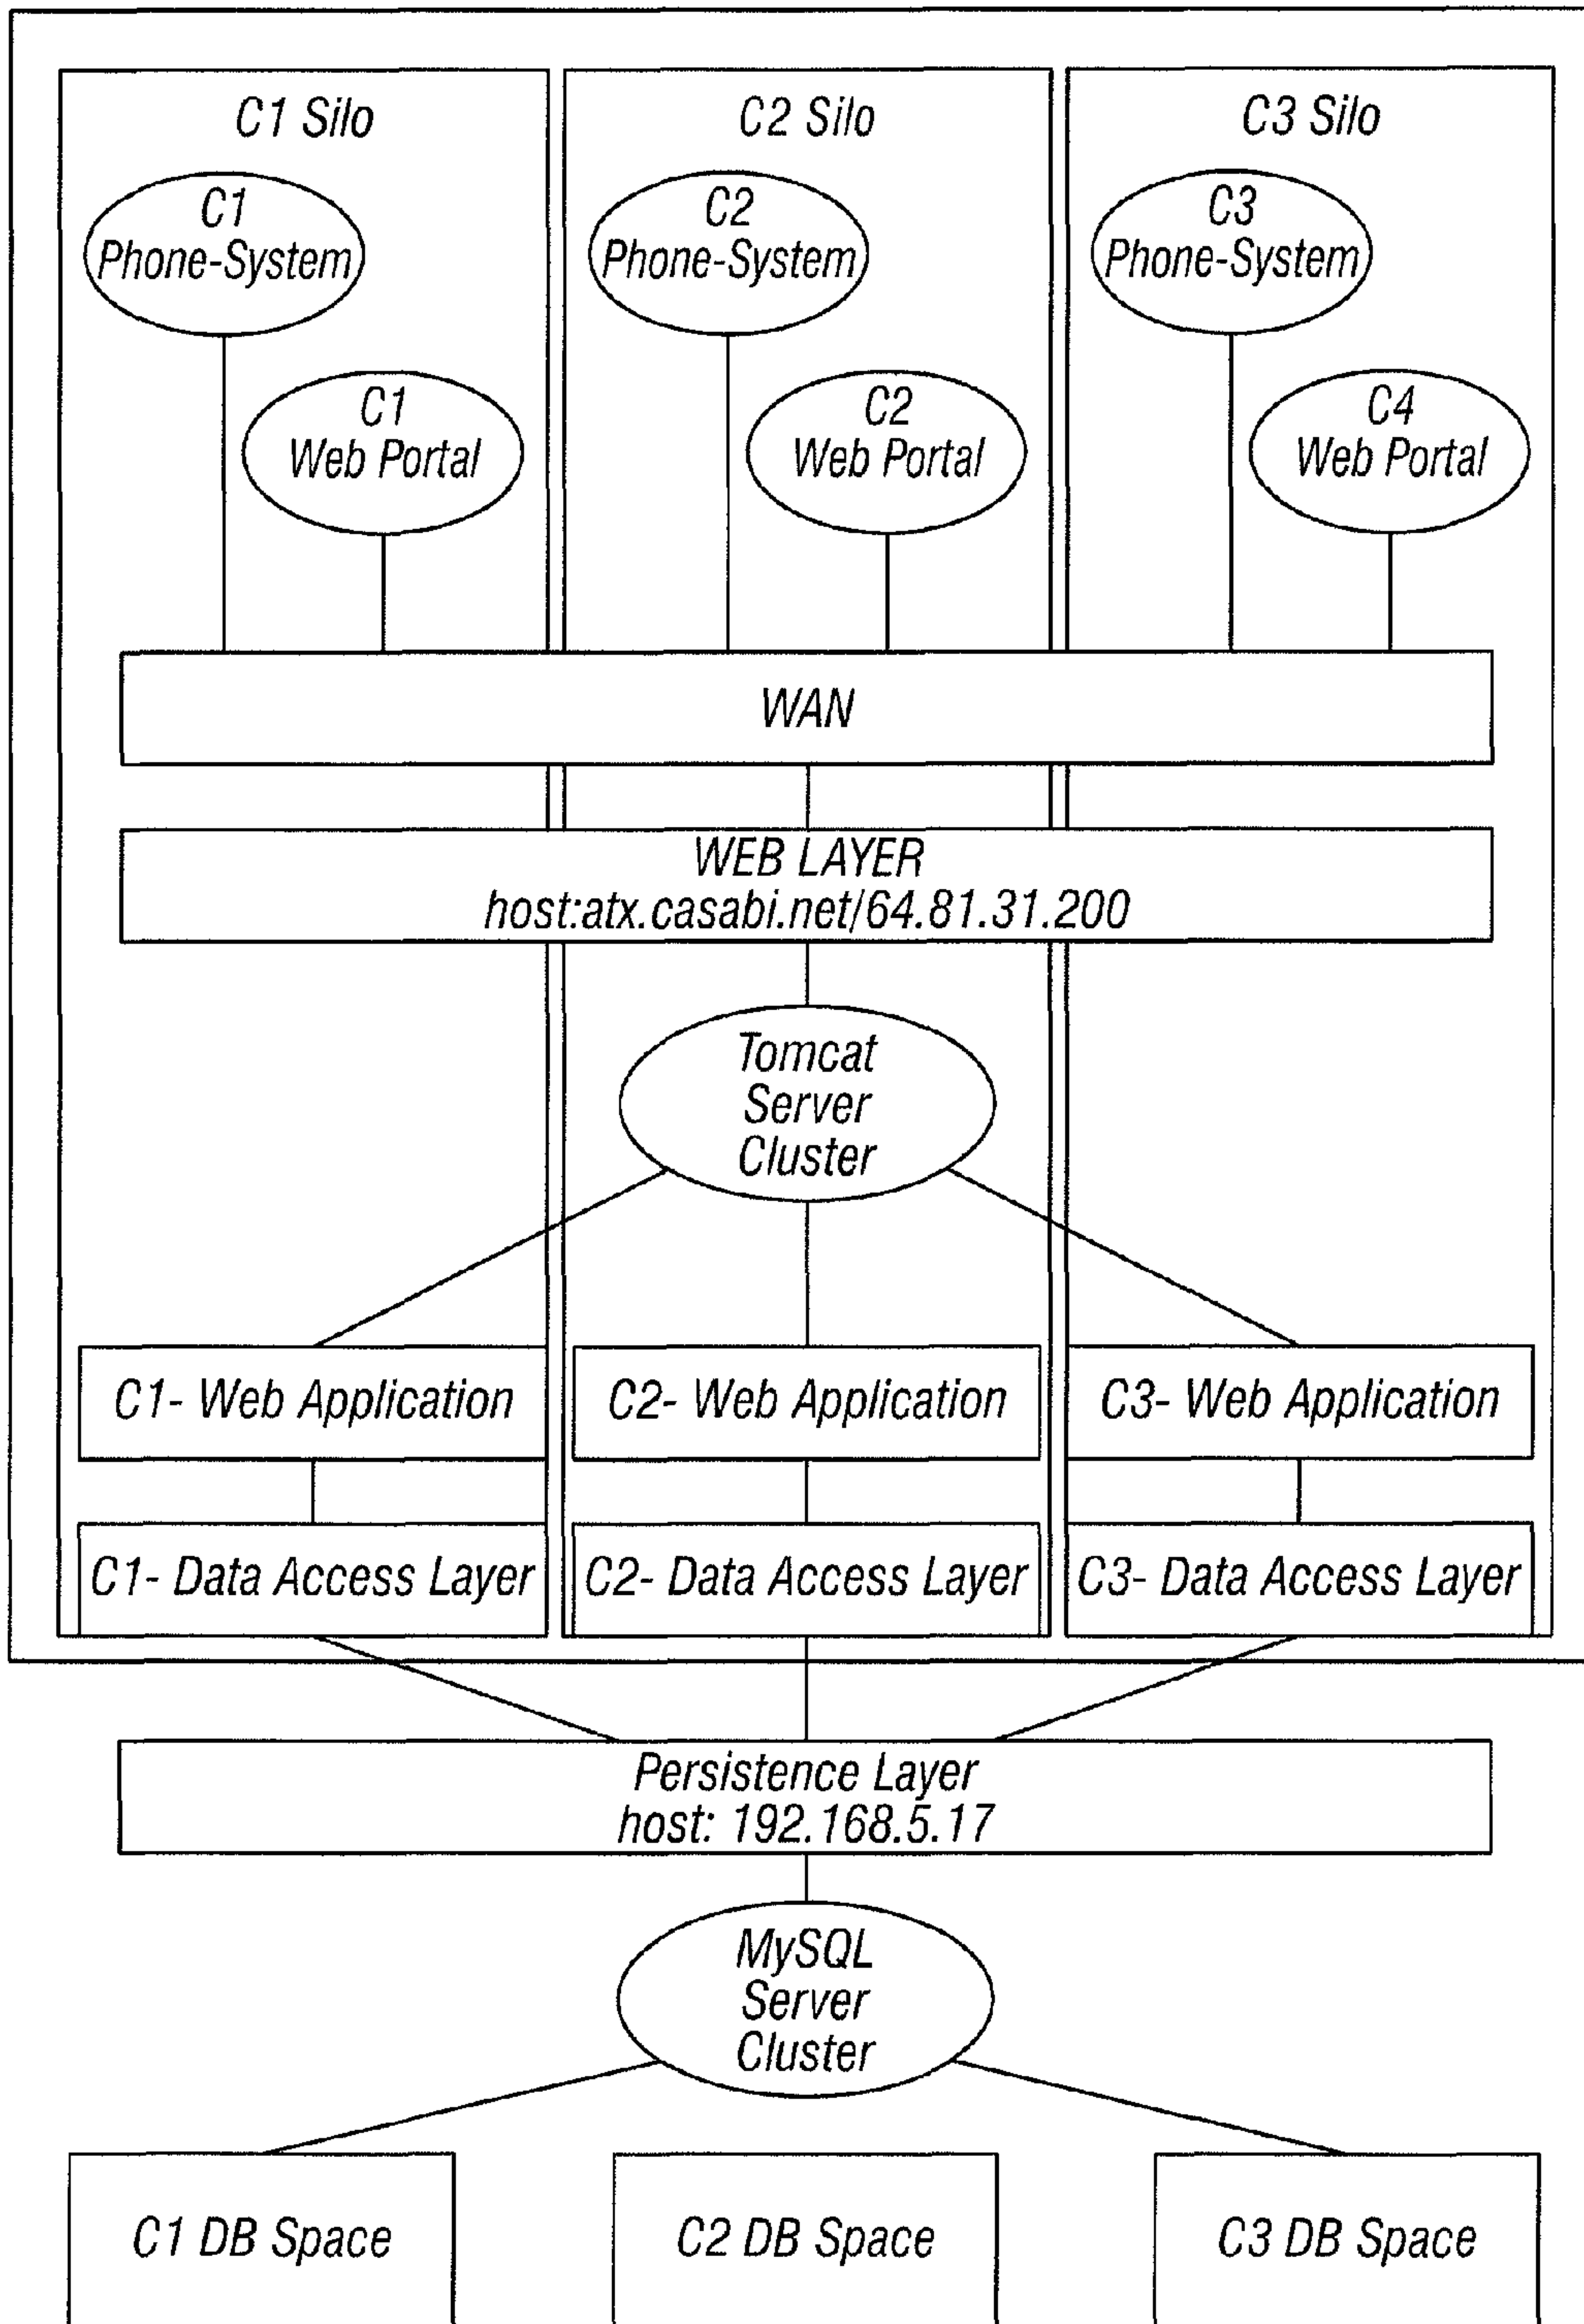 C1 Silo
C2 Silo
C3 Silo
C1
Phone-System
C2
Phone-System
C3
Phone-System
C1
Web Portal
C2
Web Portal
C4
Web Portal
WAN
WEB LAYER
host:atx.casabi.net/64.81.31.200
Tomcat
Server
Cluster
C1- Web Application
C2- Web Application
C3- Web Application
C1- Data Access Layer
C2- Data Access Layer
C3- Data Access Layer
Persistence Layer
host: 192.168.5.17
MySQL
Server
Cluster
C1 DB Space
C2 DB Space
C3 DB Space